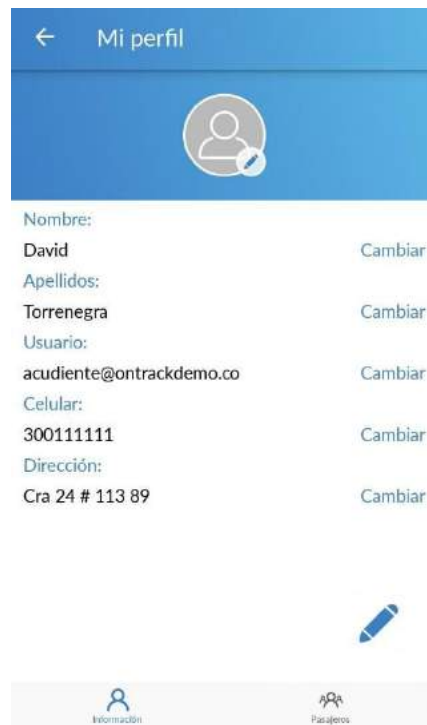 Mi perfil
Nombre:
David Cambiar
Apellidos:
Torrenegra Cambiar
Usuario:
acudiente@ontrackdemo.co Cambiar
Celular:
300111111 Cambiar
Dirección:
Cra 24 # 113 89 Cambiar
Información Pasajeros